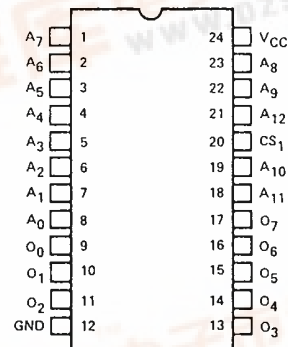 A7 1 24 VCC
A6 2 23 A8
A5 3 22 A9
A4 4 21 A12
A3 5 20 CS1
A2 6 19 A10
A1 7 18 A11
A0 8 17 O7
O0 9 16 O6
O1 10 15 O5
O2 11 14 O4
GND 12 13 O3